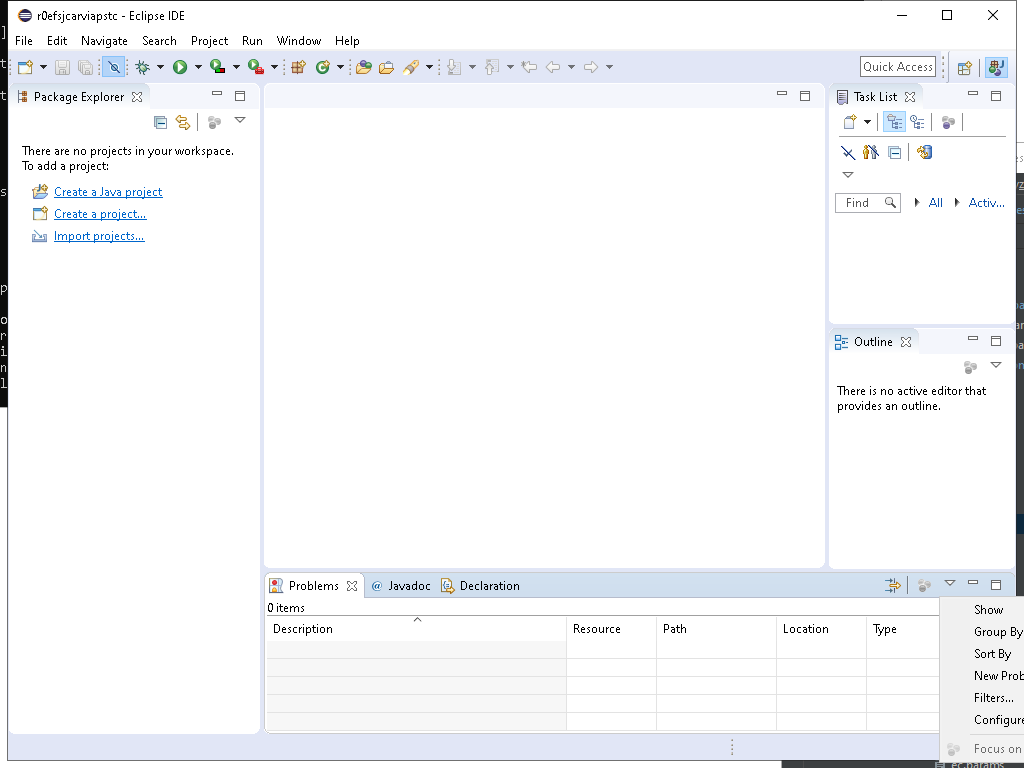 r0efsjcarviapstc - Eclipse IDE
File Edit Navigate Search Project Run Window Help
Quick Access
Package Explorer
There are no projects in your workspace.
To add a project:
Create a Java project
Create a project...
Import projects...
Task List
Find
All
Activ...
Outline
There is no active editor that
provides an outline.
Problems
@ Javadoc
Declaration
0 items
Description Resource Path Location Type
Show
Group By
Sort By
New Prob
Filters...
Configure
Focus on
ec.params